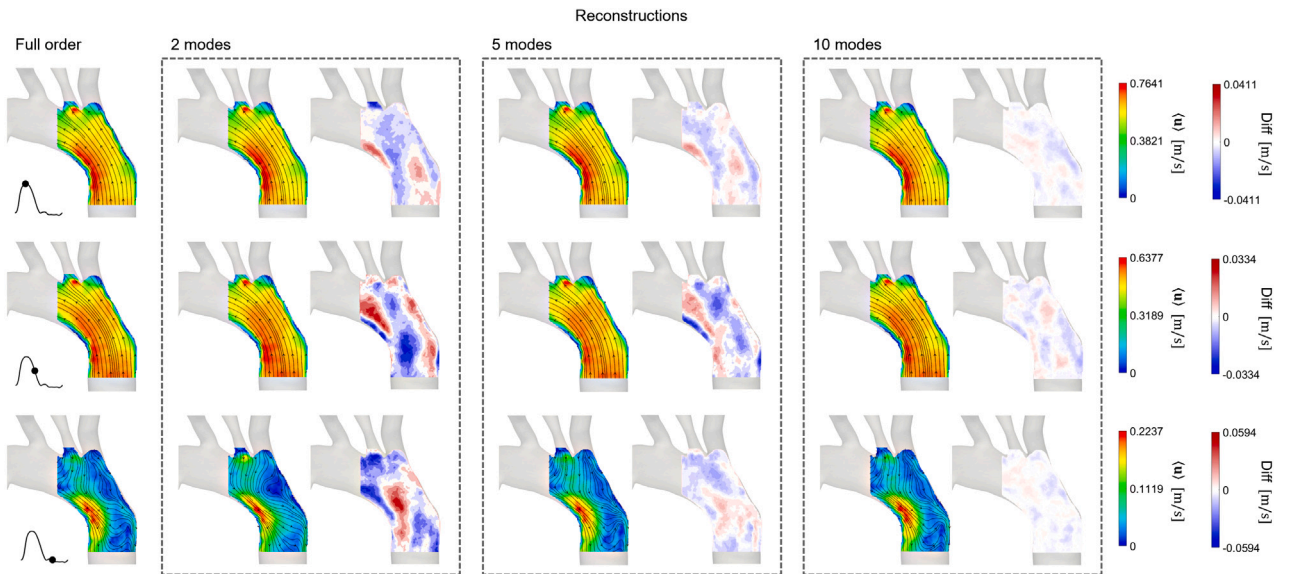 Reconstructions
Full order
2 modes
5 modes
10 modes
0.7641
0.3821
0
⟨u⟩ [m/s]
0.0411
0
-0.0411
Diff [m/s]
0.6377
0.3189
0
⟨u⟩ [m/s]
0.0334
0
-0.0334
Diff [m/s]
0.2237
0.1119
0
⟨u⟩ [m/s]
0.0594
0
-0.0594
Diff [m/s]